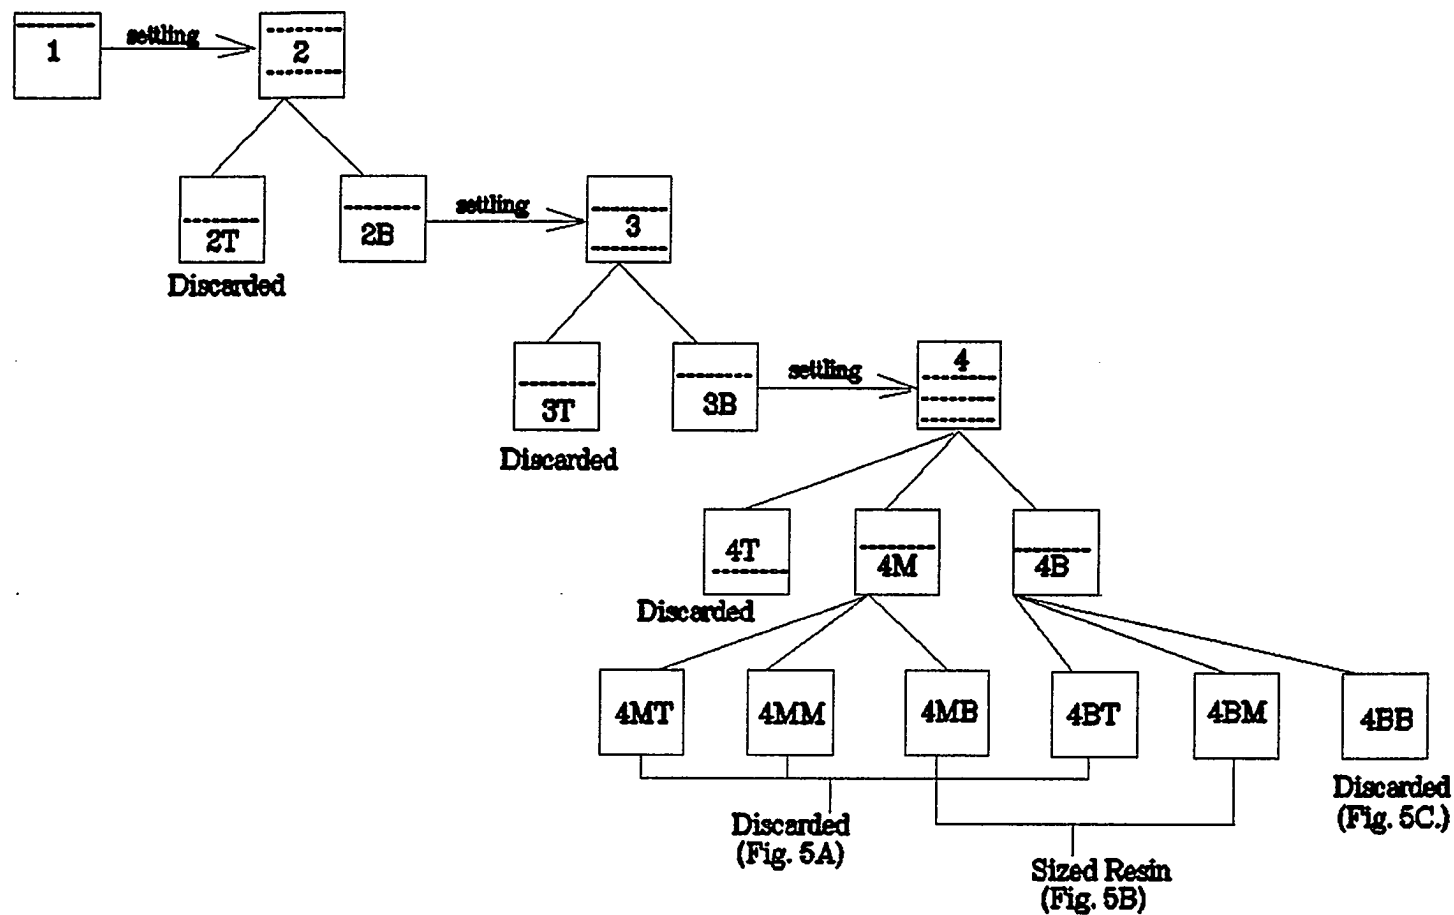 1
settling
2
2T
2B
settling
3
Discarded
3T
3B
settling
4
Discarded
4T
4M
4B
Discarded
4MT
4MM
4MB
4BT
4BM
4BB
Discarded
(Fig. 5A)
Discarded
(Fig. 5C.)
Sized Resin
(Fig. 5B)